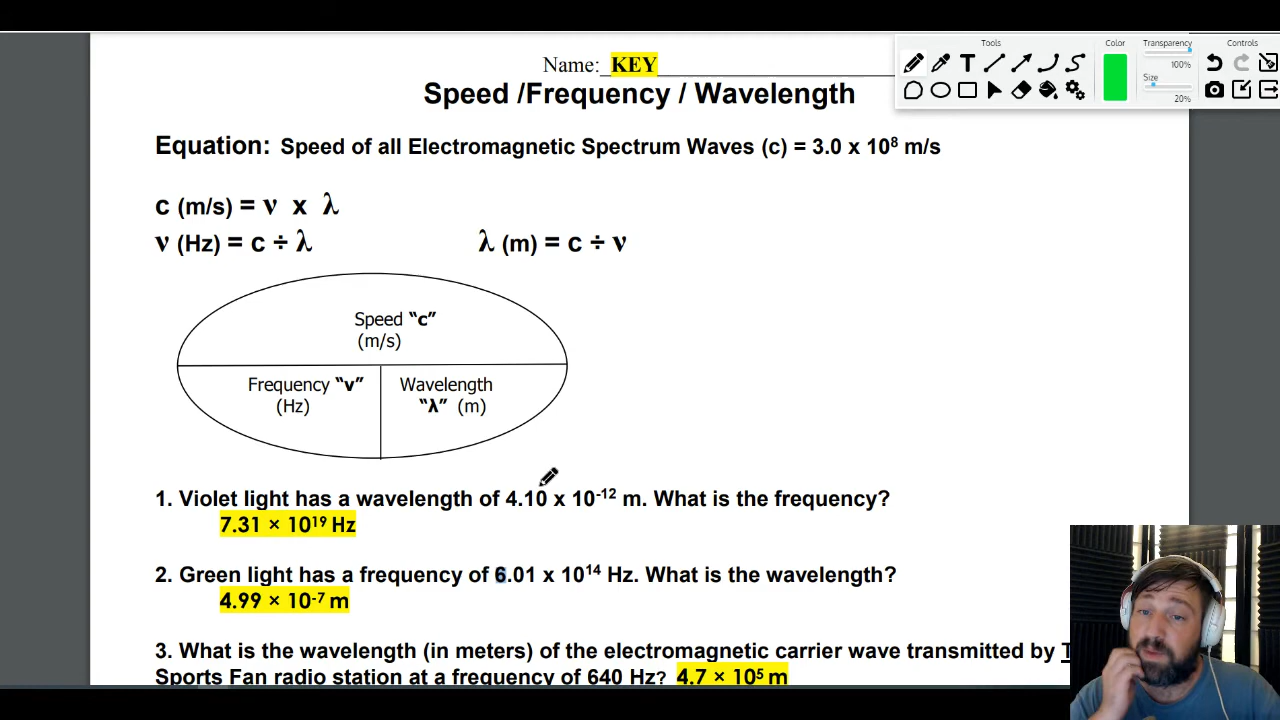 Name: KEY
Speed /Frequency / Wavelength
Equation: Speed of all Electromagnetic Spectrum Waves (c) = 3.0 x 10⁸ m/s
c (m/s) = ν x λ
ν (Hz) = c ÷ λ λ (m) = c ÷ ν
Speed “c”
(m/s)
Frequency “v” Wavelength
(Hz) “λ” (m)
1. Violet light has a wavelength of 4.10 x 10⁻¹² m. What is the frequency?
7.31 × 10¹⁹ Hz
2. Green light has a frequency of 6.01 x 10¹⁴ Hz. What is the wavelength?
4.99 × 10⁻⁷ m
3. What is the wavelength (in meters) of the electromagnetic carrier wave transmitted by
Sports Fan radio station at a frequency of 640 Hz? 4.7 × 10⁵ m
Tools
Color
Transparency
100%
Size
20%
Controls